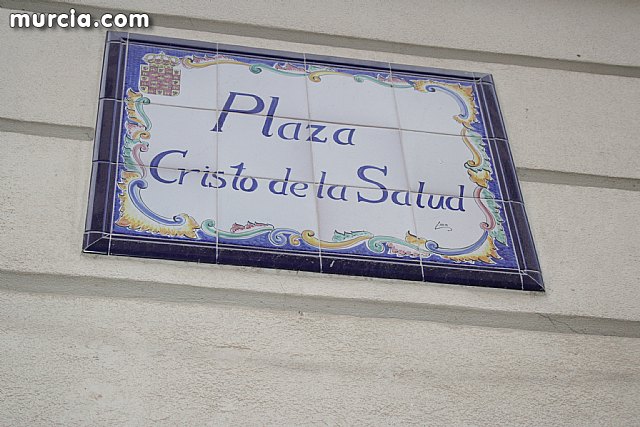 murcia.com
Plaza
Cristo de la Salud